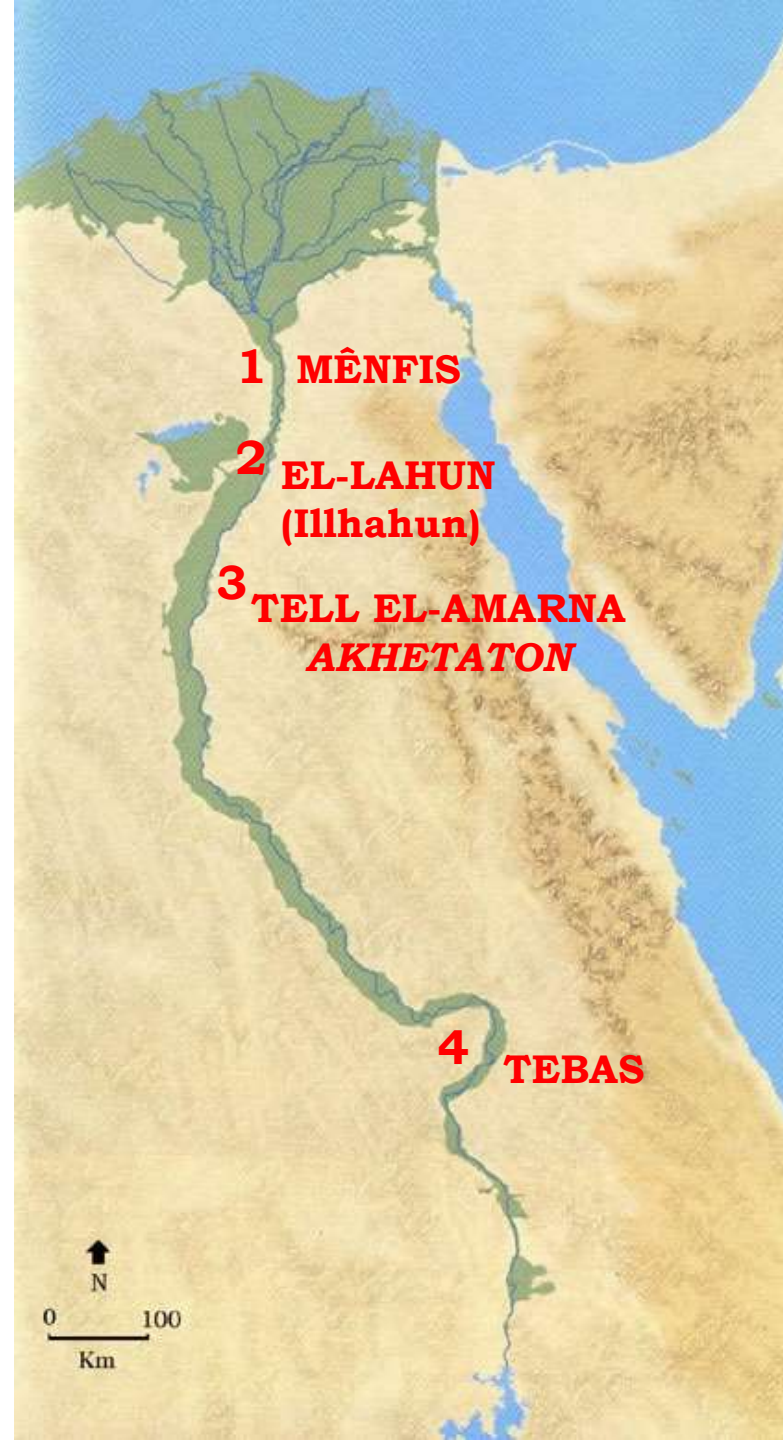 1 MÊNFIS
2 EL-LAHUN
(Illhahun)
3 TELL EL-AMARNA
AKHETATON
4 TEBAS
N
0 100
Km